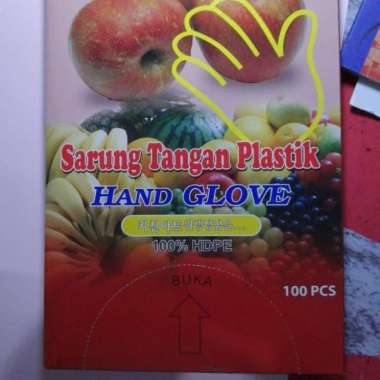 Sarung Tangan Plastik
HAND GLOVE
100% HDPE
BUKA
100 PCS